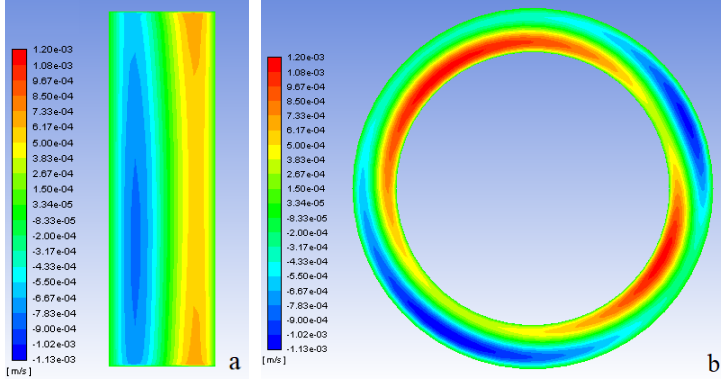 1.20e-03
1.08e-03
9.67e-04
8.50e-04
7.33e-04
6.17e-04
5.00e-04
3.83e-04
2.67e-04
1.50e-04
3.34e-05
-8.33e-05
-2.00e-04
-3.17e-04
-4.33e-04
-5.50e-04
-6.67e-04
-7.83e-04
-9.00e-04
-1.02e-03
-1.13e-03
[ m/s ]
a
1.20e-03
1.08e-03
9.67e-04
8.50e-04
7.33e-04
6.17e-04
5.00e-04
3.83e-04
2.67e-04
1.50e-04
3.34e-05
-8.33e-05
-2.00e-04
-3.17e-04
-4.33e-04
-5.50e-04
-6.67e-04
-7.83e-04
-9.00e-04
-1.02e-03
-1.13e-03
[ m/s ]
b